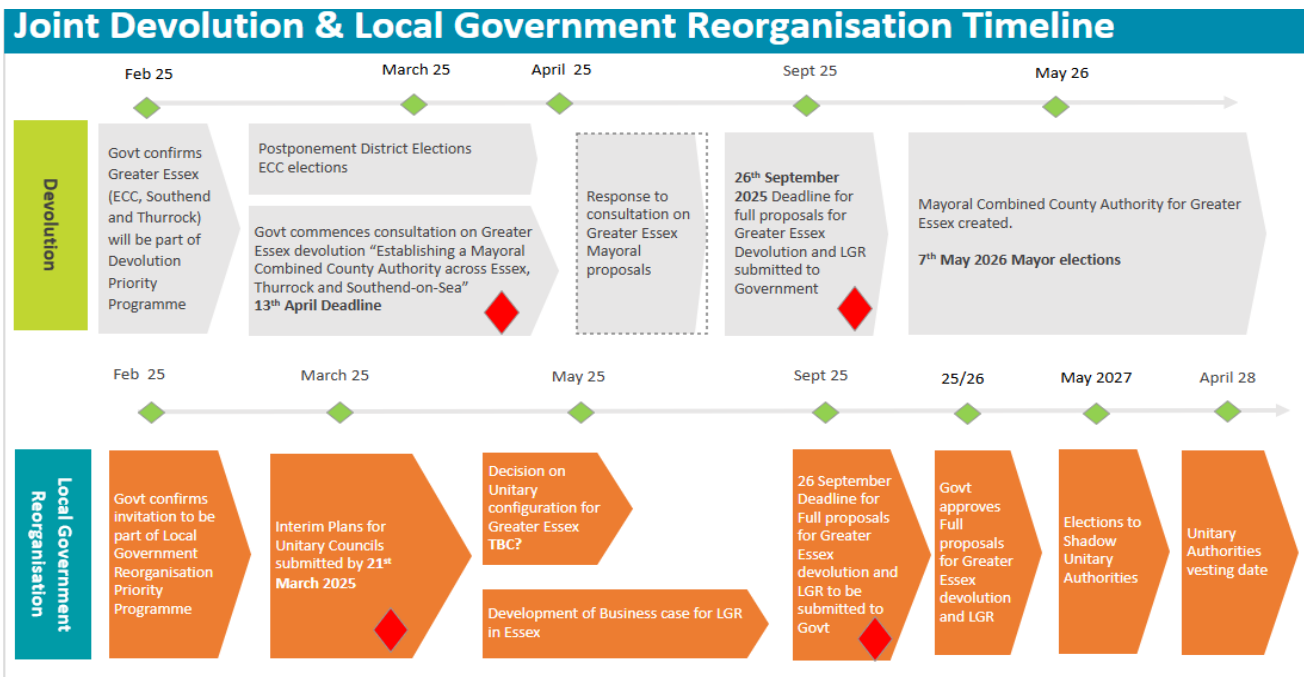 Joint Devolution & Local Government Reorganisation Timeline
Feb 25
March 25
April 25
Sept 25
May 26
Devolution
Govt confirms
Greater Essex
(ECC, Southend
and Thurrock)
will be part of
Devolution
Priority
Programme
Postponement District Elections
ECC elections
Govt commences consultation on Greater
Essex devolution “Establishing a Mayoral
Combined County Authority across Essex,
Thurrock and Southend-on-Sea”
13th April Deadline
Response to
consultation on
Greater Essex
Mayoral
proposals
26th September
2025 Deadline for
full proposals for
Greater Essex
Devolution and LGR
submitted to
Government
Mayoral Combined County Authority for Greater
Essex created.
7th May 2026 Mayor elections
Feb 25
March 25
May 25
Sept 25
25/26
May 2027
April 28
Local Government
Reorganisation
Govt confirms
invitation to be
part of Local
Government
Reorganisation
Priority
Programme
Interim Plans for
Unitary Councils
submitted by 21st
March 2025
Decision on
Unitary
configuration for
Greater Essex
TBC?
Development of Business case for LGR
in Essex
26 September
Deadline for
Full proposals
for Greater
Essex
devolution and
LGR to be
submitted to
Govt
Govt
approves
Full
proposals
for Greater
Essex
devolution
and LGR
Elections to
Shadow
Unitary
Authorities
Unitary
Authorities
vesting date